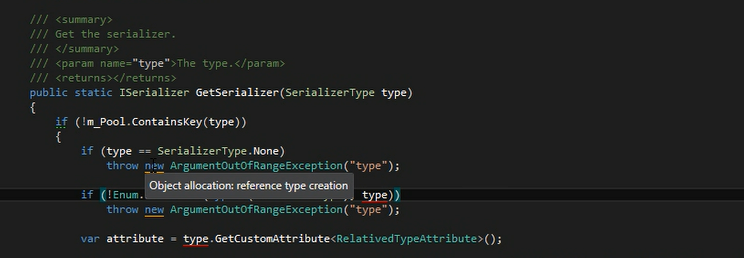 /// <summary>
/// Get the serializer.
/// </summary>
/// <param name="type">The type.</param>
/// <returns></returns>
public static ISerializer GetSerializer(SerializerType type)
{
if (!m_Pool.ContainsKey(type))
{
if (type == SerializerType.None)
throw new ArgumentOutOfRangeException("type");
Object allocation: reference type creation
if (!Enum. type))
throw new ArgumentOutOfRangeException("type");
var attribute = type.GetCustomAttribute<RelativedTypeAttribute>();